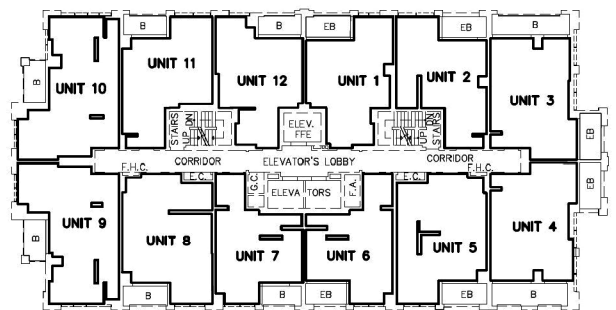 B B EB EB B
B
UNIT 10 UNIT 11 UNIT 12 UNIT 1 UNIT 2 UNIT 3
STAIRS UP DN
ELEV. FFE
UP DN STAIRS
EB
CORRIDOR ELEVATOR'S LOBBY CORRIDOR
F.H.C. F.H.C.
E.C. G.C. ELEVATORS F.A. E.C.
EB
UNIT 9 UNIT 8 UNIT 7 UNIT 6 UNIT 5 UNIT 4
B
B B EB EB B